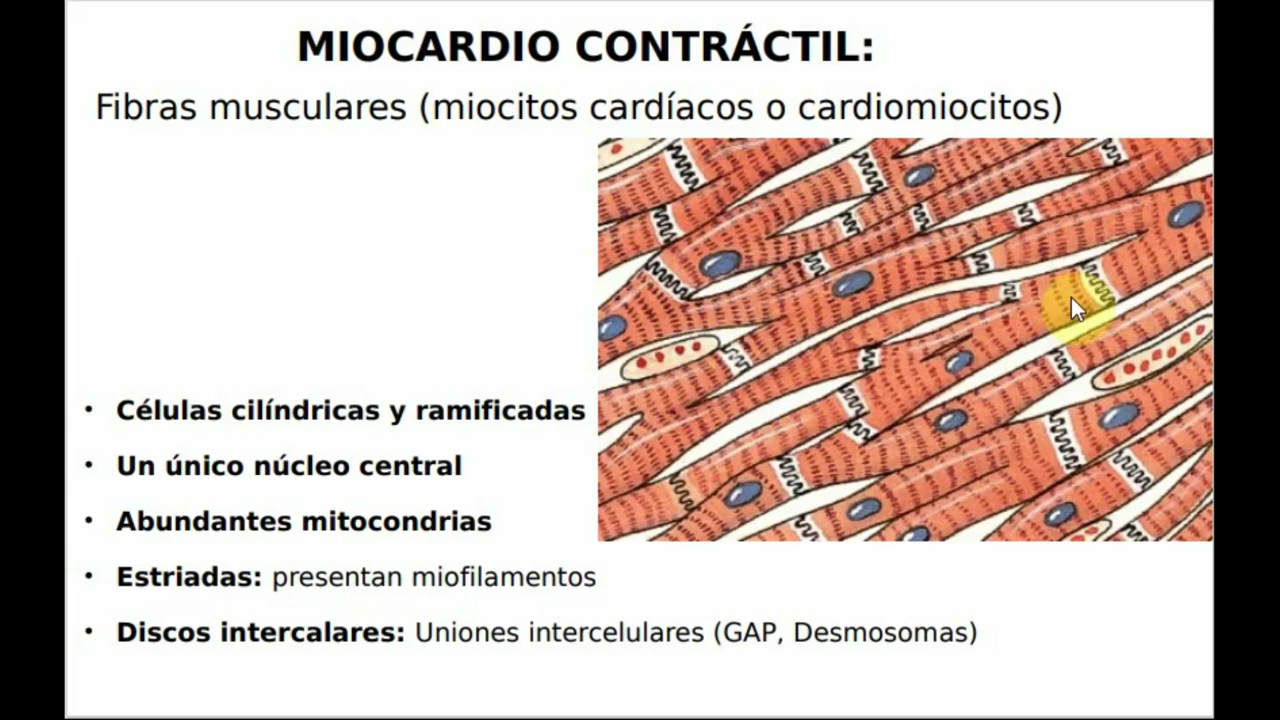 MIOCARDIO CONTRÁCTIL:
Fibras musculares (miocitos cardíacos o cardiomiocitos)
• Células cilíndricas y ramificadas
• Un único núcleo central
• Abundantes mitocondrias
• Estriadas: presentan miofilamentos
• Discos intercalares: Uniones intercelulares (GAP, Desmosomas)